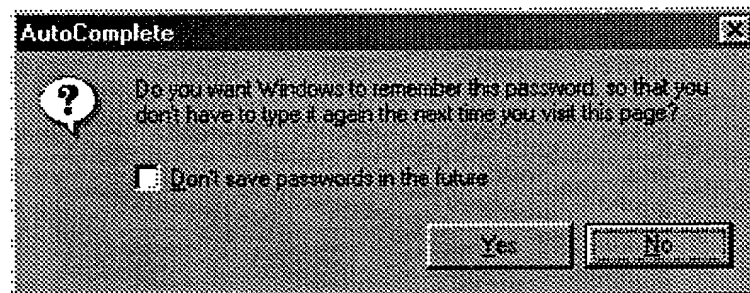 AutoComplete
Do you want Windows to remember this password, so that you
don't have to type it again the next time you visit this page?
Don't save passwords in the future
Yes No